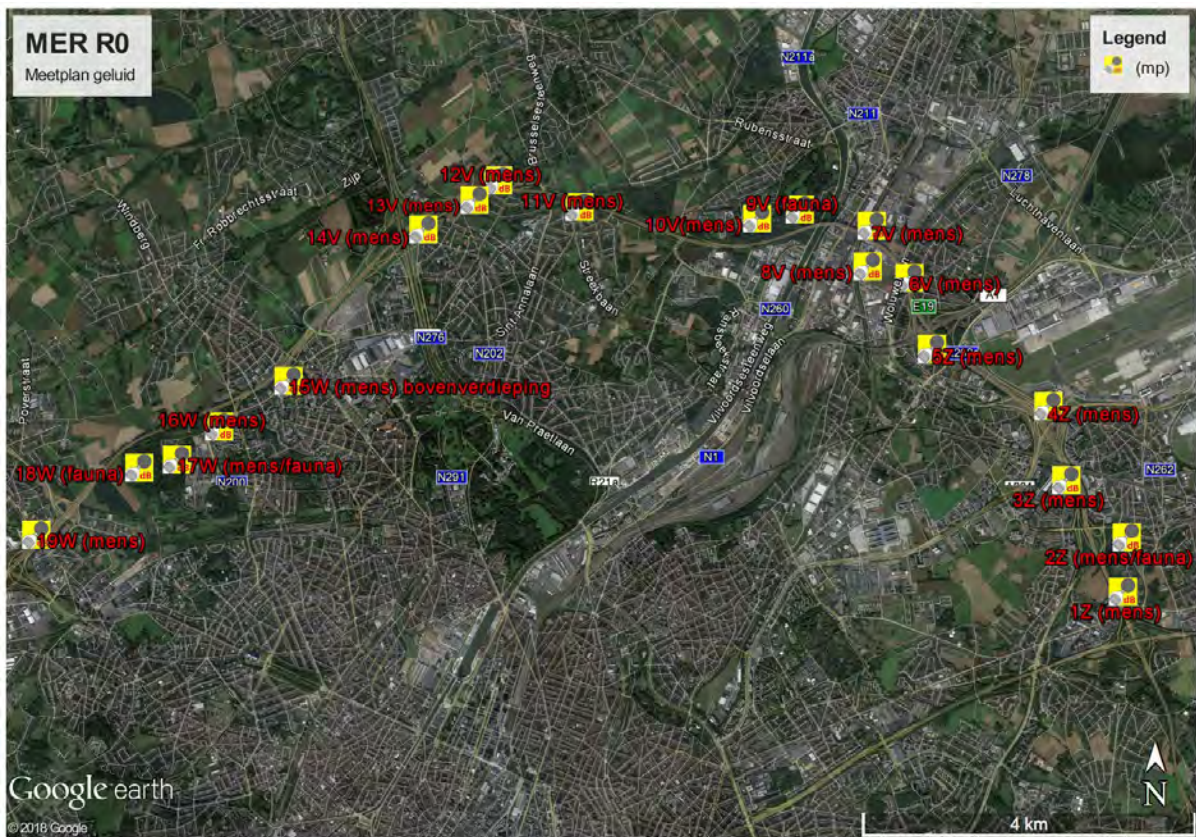 MER R0
Meetplan geluid
Legend
(mp)
N211a
N211
Rubensstraat
Brusselsesteenweg
N278
Luchthavenlaan
12V (mens)
13V (mens)
11V (mens)
14V (mens)
9V (fauna)
10V(mens)
7V (mens)
8V (mens)
6V (mens)
Zijp
Fr Robbrechtsstraat
Windberg
Streekbaan
Sint Annalaan
E19
A1
N260
N276
N202
Ransbeekstraat
Vilvoordsesteenweg
Vilvoordselaan
5Z (mens)
Poverstraat
15W (mens) bovenverdieping
4Z (mens)
16W (mens)
Van Praetlaan
17W (mens/fauna)
18W (fauna)
N200
N291
N1
R21a
N262
3Z (mens)
19W (mens)
2Z (mens/fauna)
1Z (mens)
Google earth
© 2018 Google
N
4 km